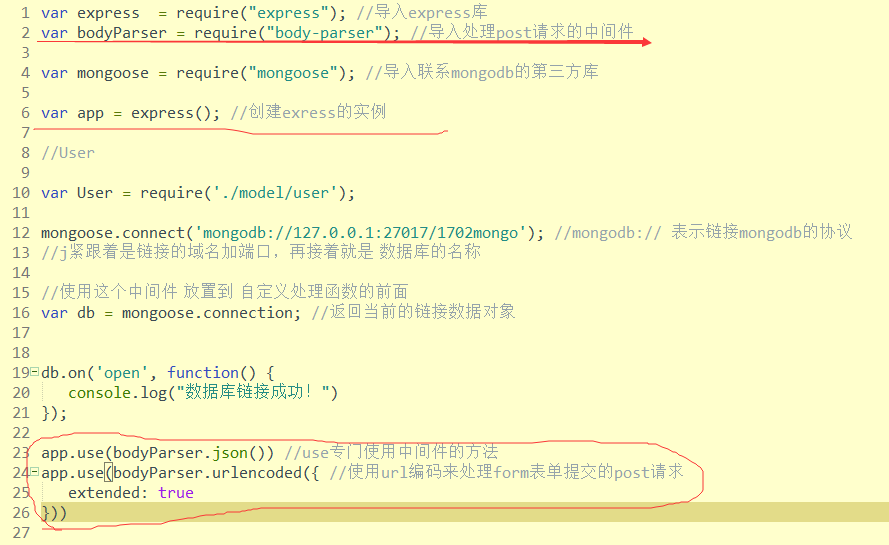 1 var express  = require("express"); //导入express库
2 var bodyParser = require("body-parser"); //导入处理post请求的中间件
3
4 var mongoose = require("mongoose"); //导入联系mongodb的第三方库
5
6 var app = express(); //创建exress的实例
7
8 //User
9
10 var User = require('./model/user');
11
12 mongoose.connect('mongodb://127.0.0.1:27017/1702mongo'); //mongodb:// 表示链接mongodb的协议
13 //j紧跟着是链接的域名加端口，再接着就是 数据库的名称
14
15 //使用这个中间件 放置到 自定义处理函数的前面
16 var db = mongoose.connection; //返回当前的链接数据对象
17
18
19 db.on('open', function() {
20    console.log("数据库链接成功！")
21 });
22
23 app.use(bodyParser.json()) //use专门使用中间件的方法
24 app.use(bodyParser.urlencoded({ //使用url编码来处理form表单提交的post请求
25    extended: true
26 }))
27